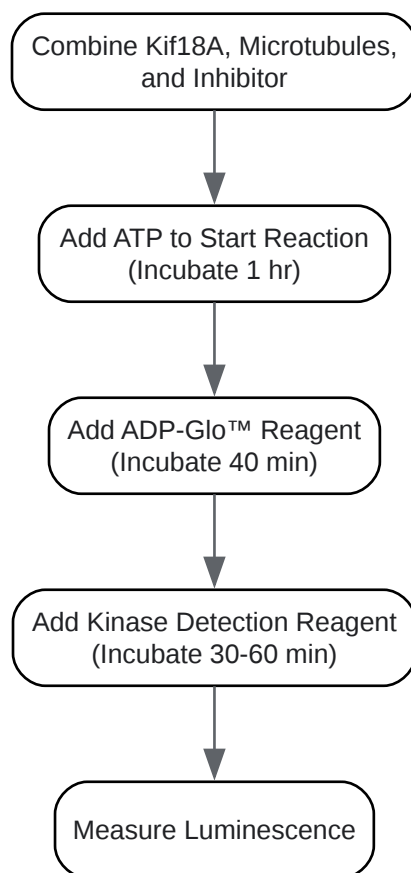 Combine Kif18A, Microtubules,
and Inhibitor
Add ATP to Start Reaction
(Incubate 1 hr)
Add ADP-Glo™ Reagent
(Incubate 40 min)
Add Kinase Detection Reagent
(Incubate 30-60 min)
Measure Luminescence